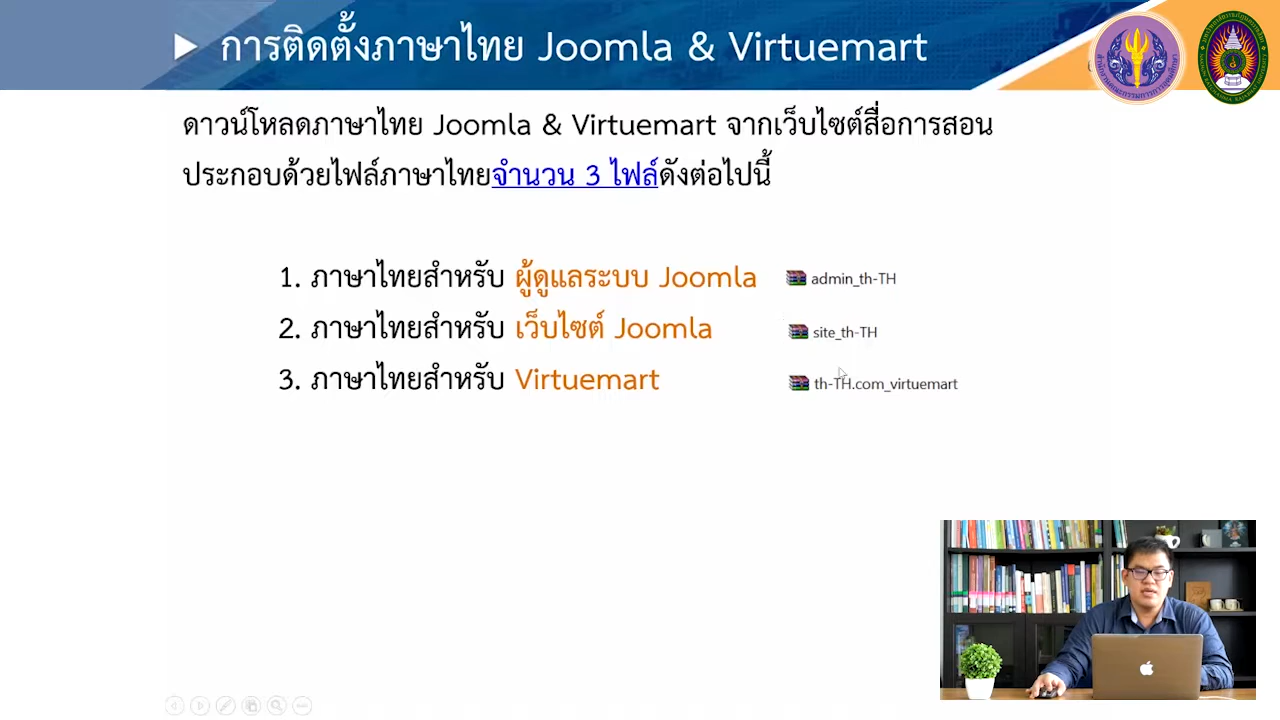 การติดตั้งภาษาไทย Joomla & Virtuemart
ดาวน์โหลดภาษาไทย Joomla & Virtuemart จากเว็บไซต์สื่อการสอน
ประกอบด้วยไฟล์ภาษาไทยจำนวน 3 ไฟล์ดังต่อไปนี้
1. ภาษาไทยสำหรับ ผู้ดูแลระบบ Joomla admin_th-TH
2. ภาษาไทยสำหรับ เว็บไซต์ Joomla site_th-TH
3. ภาษาไทยสำหรับ Virtuemart th-TH.com_virtuemart